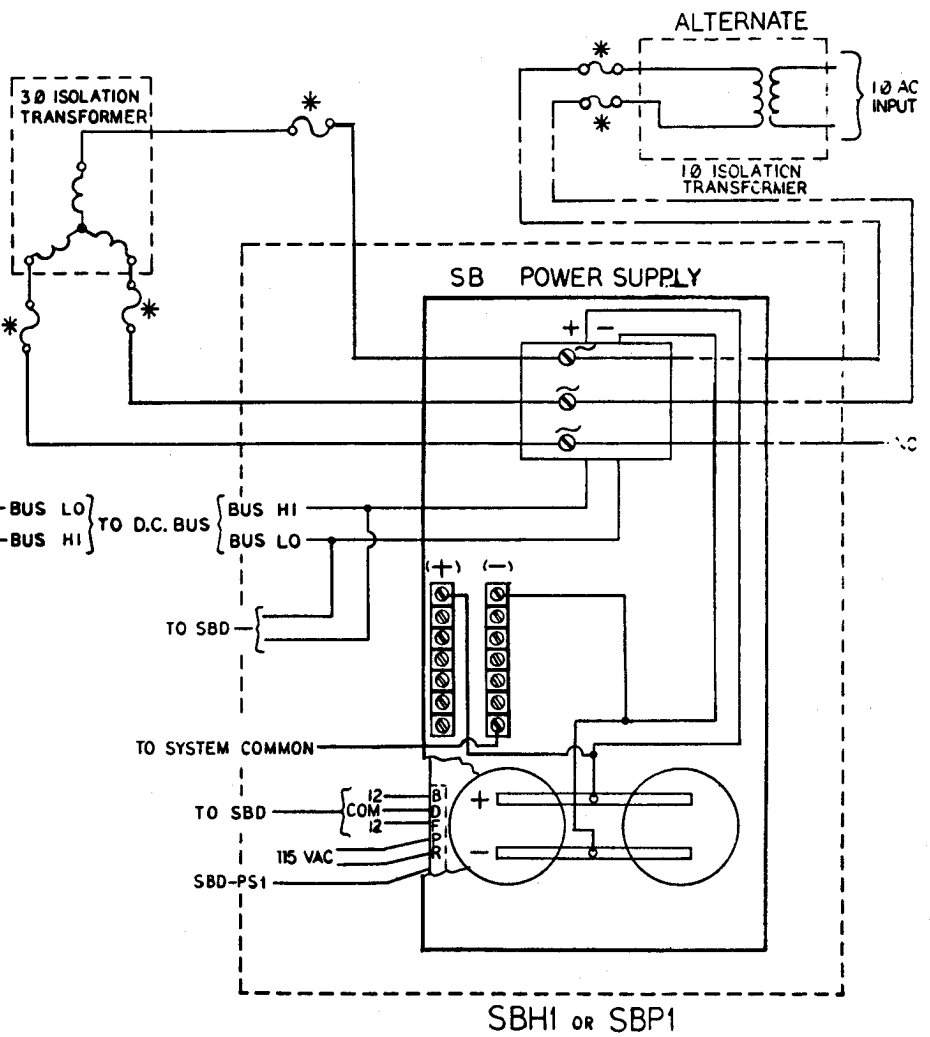 ALTERNATE
3Ø ISOLATION
TRANSFORMER
*
*
*
*
*
1Ø AC
INPUT
1Ø ISOLATION
TRANSFORMER
SB POWER SUPPLY
+ −
~
~
~
BUS LO
BUS HI
TO D.C. BUS
BUS HI
BUS LO
(+) (−)
TO SBD
TO SYSTEM COMMON
TO SBD
12
COM
12
B
D
F
P
R
115 VAC
SBD-PS1
+
−
SBH1 OR SBP1